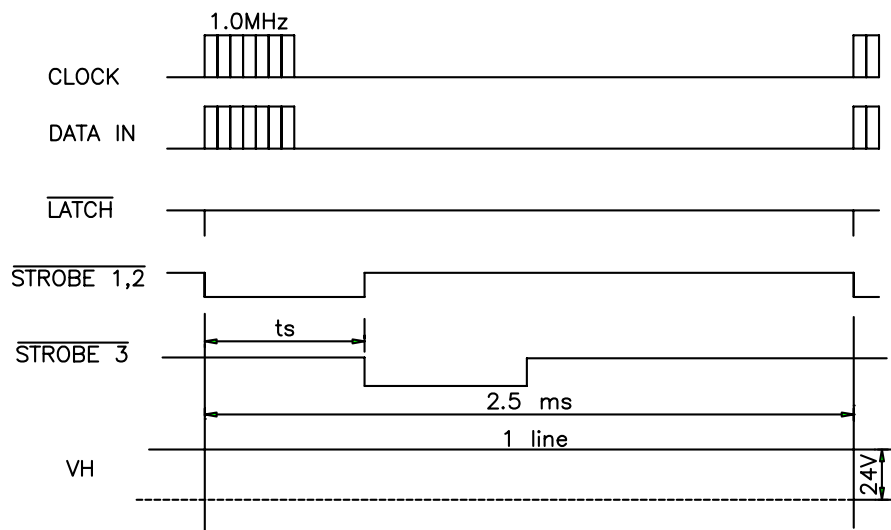 1.0MHz
CLOCK
DATA IN
LATCH
STROBE 1,2
ts
STROBE 3
2.5 ms
1 line
VH
24V